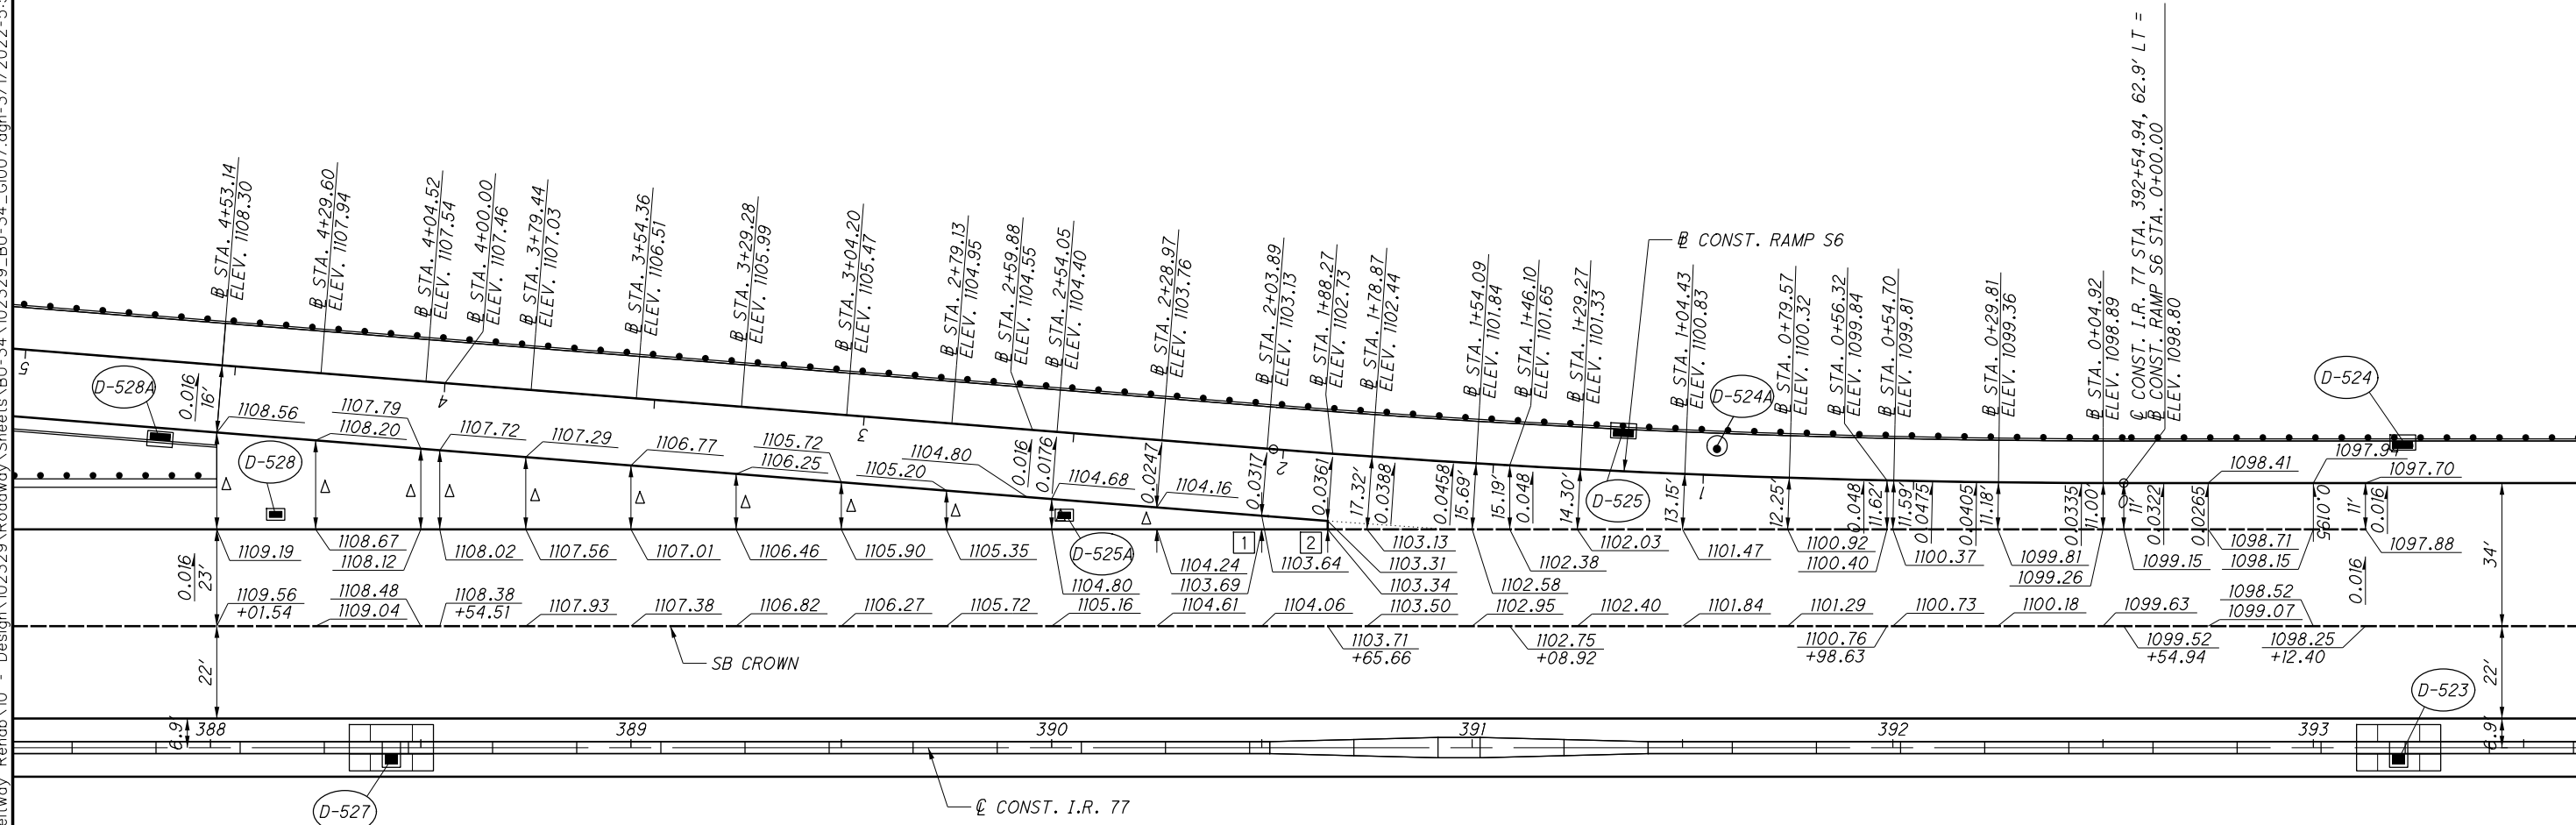 ₵ CONST. I.R. 77 STA. 392+54.94, 62.9' LT =
B CONST. RAMP S6 STA. 0+00.00
ELEV. 1098.80
B STA. 4+53.14
ELEV. 1108.30
B STA. 4+29.60
ELEV. 1107.94
B STA. 4+04.52
ELEV. 1107.54
B STA. 4+00.00
ELEV. 1107.46
B STA. 3+79.44
ELEV. 1107.03
B STA. 3+54.36
ELEV. 1106.51
B STA. 3+29.28
ELEV. 1105.99
B STA. 3+04.20
ELEV. 1105.47
B STA. 2+79.13
ELEV. 1104.95
B STA. 2+59.88
ELEV. 1104.55
B STA. 2+54.05
ELEV. 1104.40
B STA. 2+28.97
ELEV. 1103.76
B STA. 2+03.89
ELEV. 1103.13
B STA. 1+88.27
ELEV. 1102.73
B STA. 1+78.87
ELEV. 1102.44
B STA. 1+54.09
ELEV. 1101.84
B STA. 1+46.10
ELEV. 1101.65
B STA. 1+29.27
ELEV. 1101.33
B STA. 1+04.43
ELEV. 1100.83
B STA. 0+79.57
ELEV. 1100.32
B STA. 0+56.32
ELEV. 1099.84
B STA. 0+54.70
ELEV. 1099.81
B STA. 0+29.81
ELEV. 1099.36
B STA. 0+04.92
ELEV. 1098.89
B CONST. RAMP S6
5
4
3
2
1
0
D-528A
D-528
D-525A
D-525
D-524A
D-524
0.016
16'
1108.56
1107.79
1108.20
1107.72
1107.29
1106.77
1105.72
1106.25
1105.20
1104.80
0.016
0.0176
1104.68
0.0247
1104.16
0.0317
0.0361
17.32'
0.0388
0.0458
15.69'
15.19'
0.048
14.30'
13.15'
12.25'
0.048
11.62'
11.59'
0.0475
0.0405
11.18'
0.0335
11.00'
11'
0.0322
0.0265
1098.41
0.0195
1097.70
11'
0.016
1
2
0.016
23'
1109.19
1108.67
1108.12
1108.02
1107.56
1107.01
1106.46
1105.90
1105.35
1104.80
1104.24
1103.69
1103.64
1103.13
1103.31
1103.34
1102.58
1102.38
1102.03
1101.47
1100.92
1100.40
1100.37
1099.81
1099.26
1099.15
1098.71
1098.15
1097.88
0.016
34'
1109.56
+01.54
1108.48
1109.04
1108.38
+54.51
1107.93
1107.38
1106.82
1106.27
1105.72
1105.16
1104.61
1104.06
1103.50
1102.95
1102.40
1101.84
1101.29
1100.73
1100.18
1099.63
1098.52
1099.07
1103.71
+65.66
1102.75
+08.92
1100.76
+98.63
1099.52
+54.94
1098.25
+12.40
SB CROWN
22'
22'
D-523
6.9'
388
389
390
391
392
393
6.9'
D-527
₵ CONST. I.R. 77